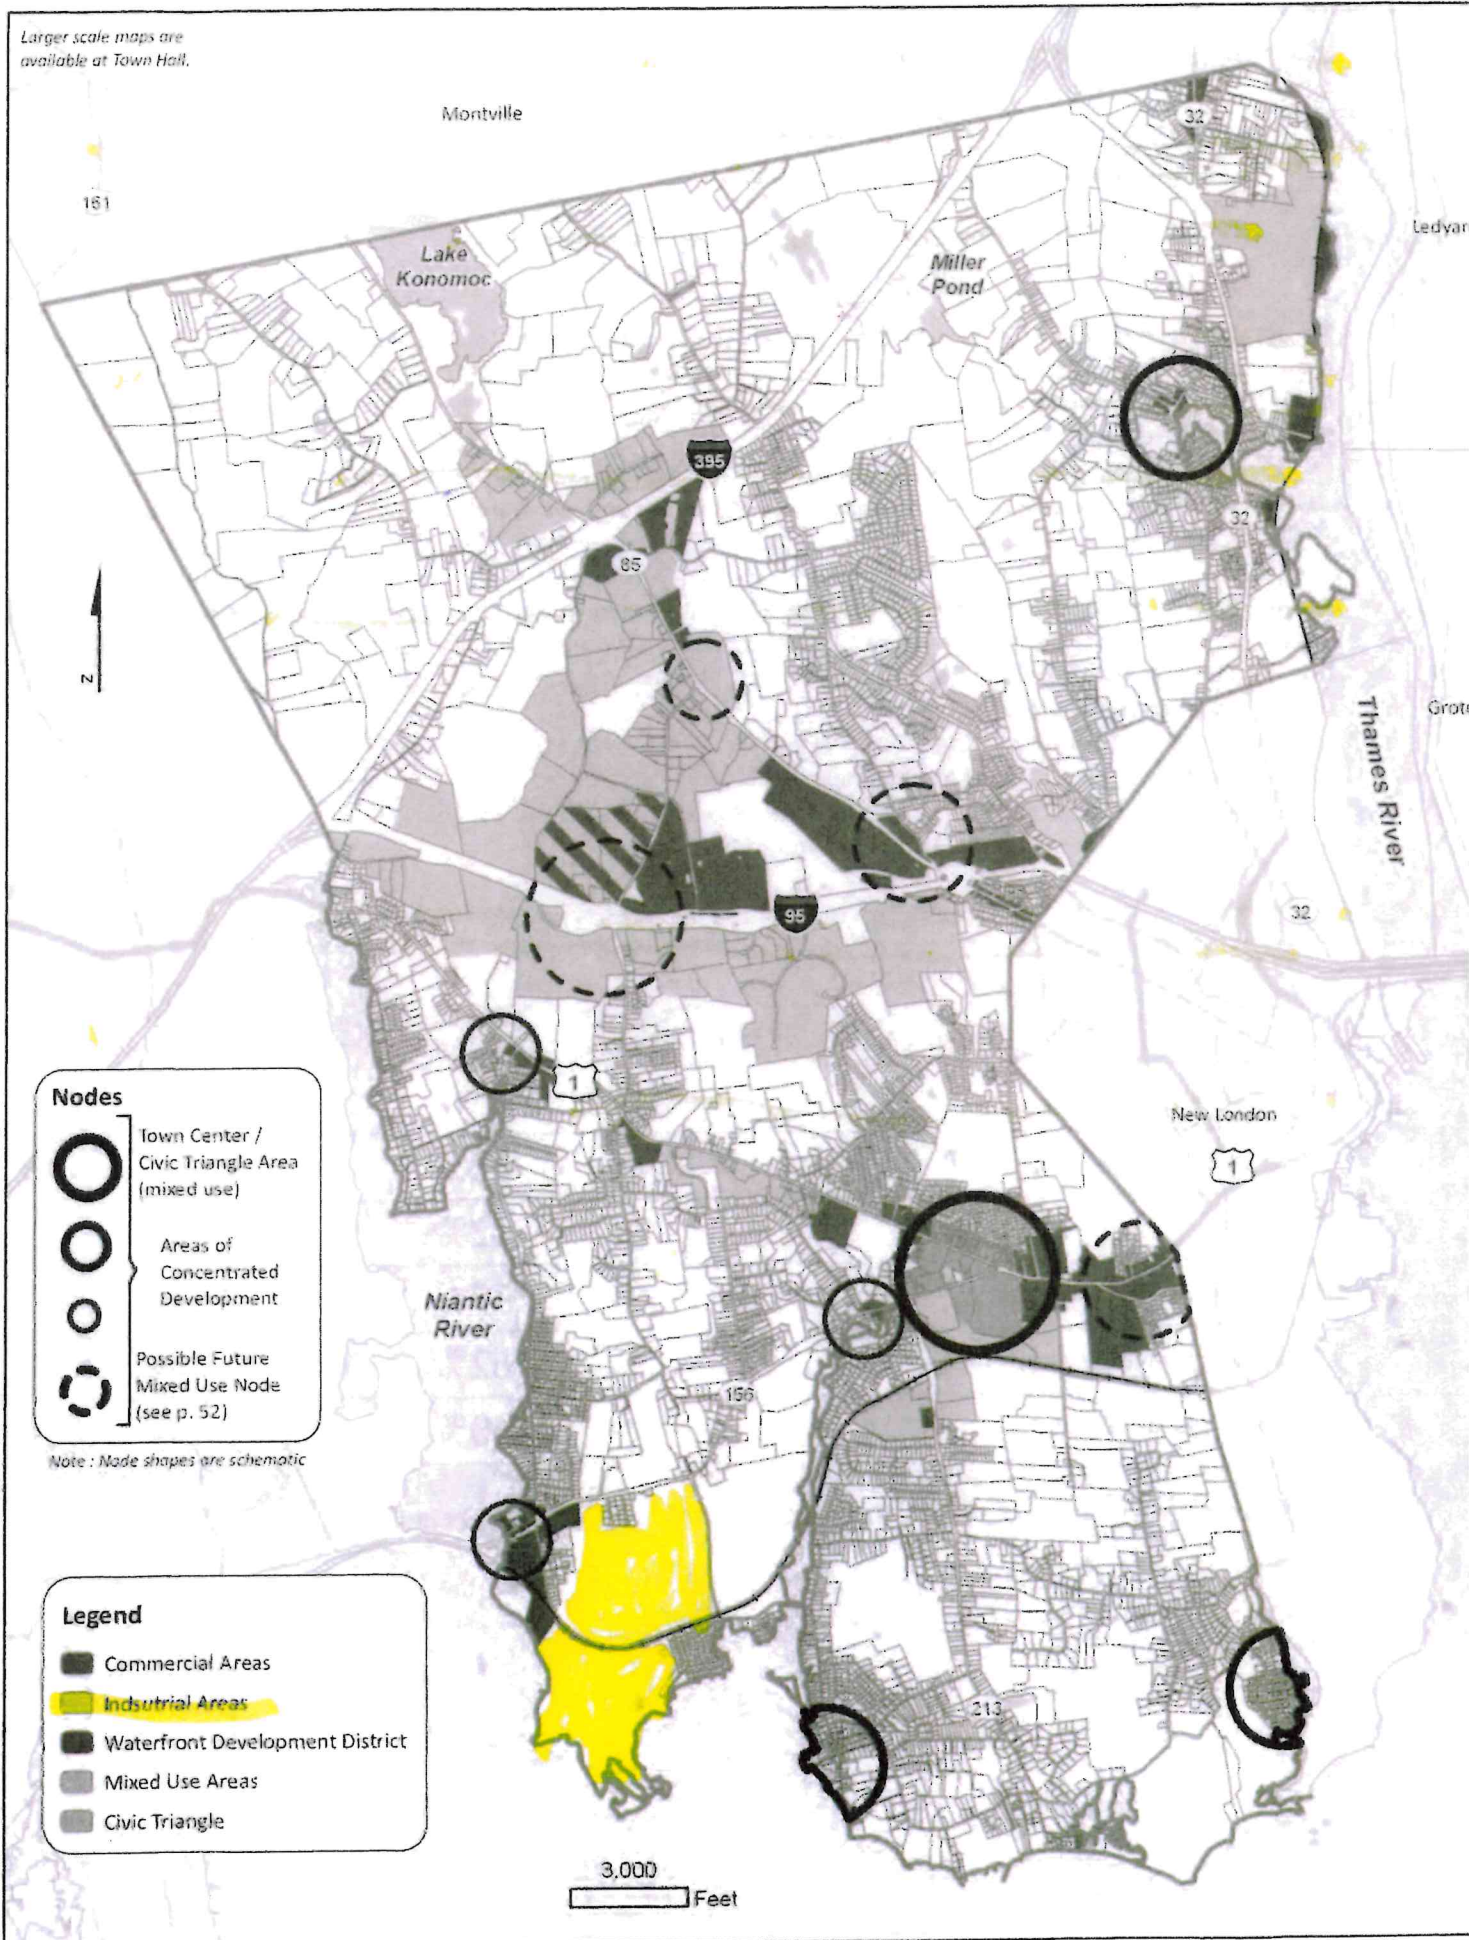 Larger scale maps are
available at Town Hall.
Montville
32
161
Ledyar
Lake
Konomoc
Miller
Pond
395
32
85
N
Thames River
Grot
95
32
Nodes
Town Center /
Civic Triangle Area
(mixed use)
Areas of
Concentrated
Development
Possible Future
Mixed Use Node
(see p. 52)
Note : Node shapes are schematic
1
New London
1
Niantic
River
156
Legend
Commercial Areas
Indsutrial Areas
Waterfront Development District
Mixed Use Areas
Civic Triangle
213
3,000
Feet